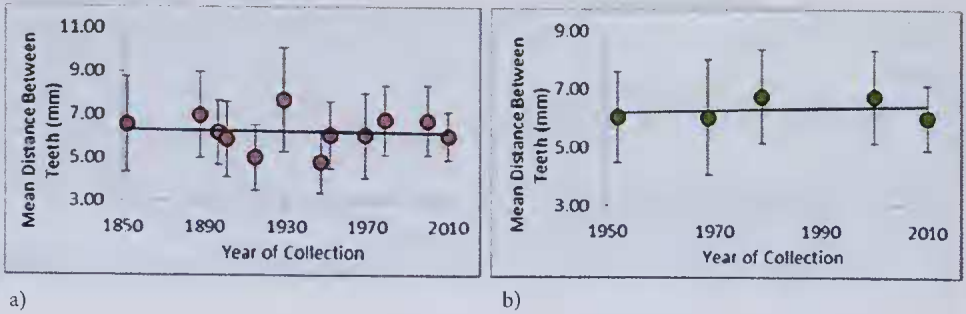 Mean Distance Between
Teeth (mm)
11.00
9.00
7.00
5.00
3.00
1850
1890
1930
1970
2010
Year of Collection
a)
Mean Distance Between
Teeth (mm)
9.00
7.00
5.00
3.00
1950
1970
1990
2010
Year of Collection
b)